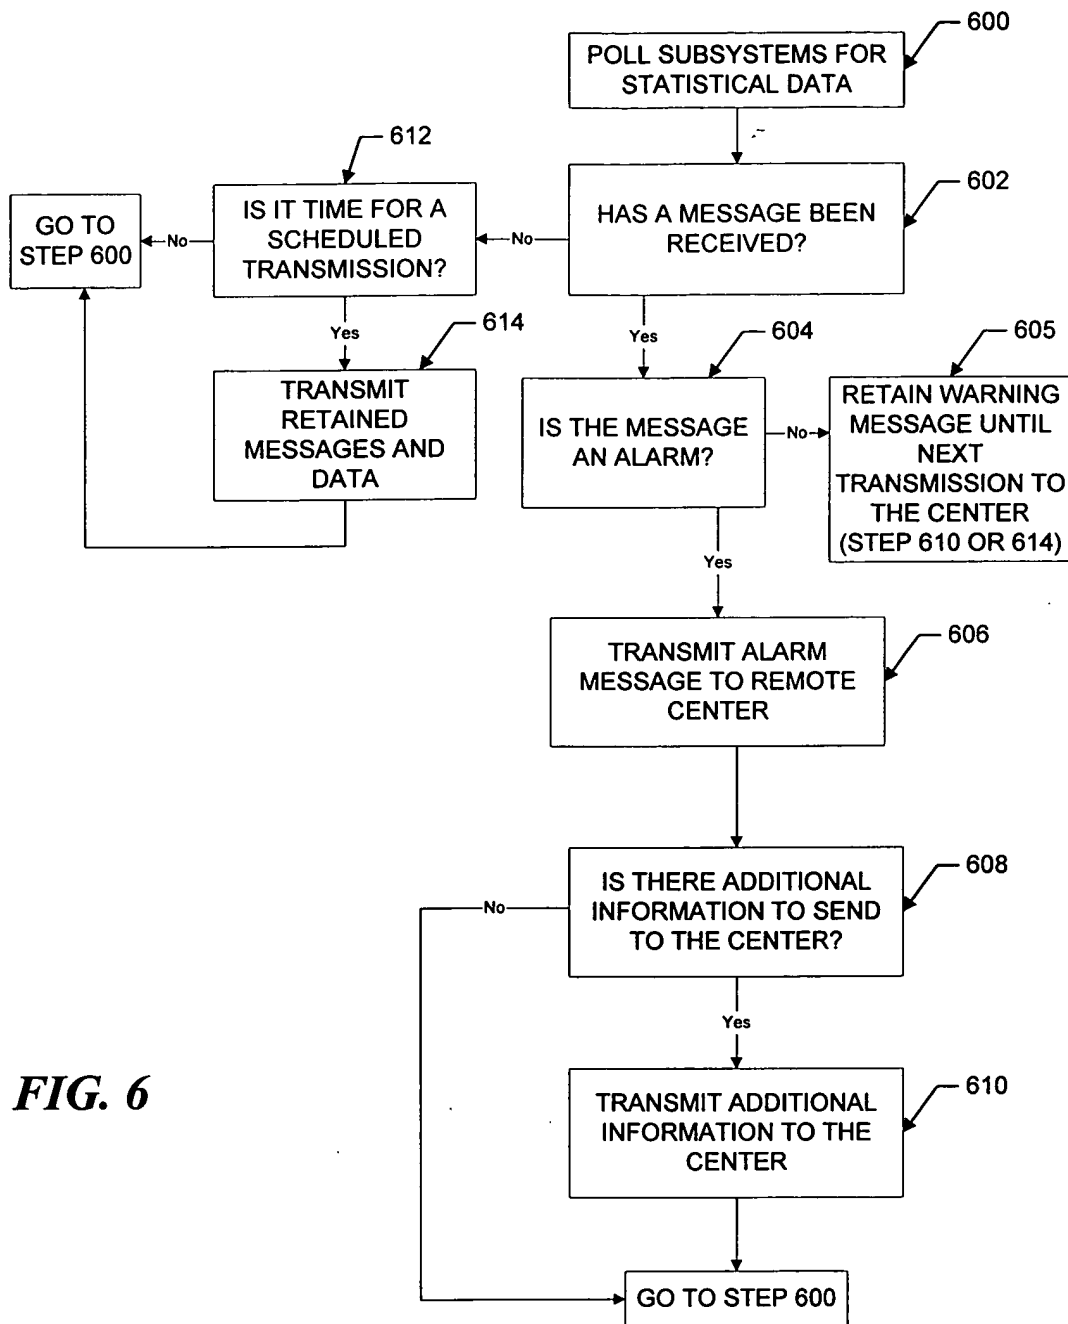 600
POLL SUBSYSTEMS FOR
STATISTICAL DATA
612
602
GO TO
STEP 600
No
IS IT TIME FOR A
SCHEDULED
TRANSMISSION?
No
HAS A MESSAGE BEEN
RECEIVED?
Yes
614
Yes
604
605
TRANSMIT
RETAINED
MESSAGES AND
DATA
IS THE MESSAGE
AN ALARM?
No
RETAIN WARNING
MESSAGE UNTIL
NEXT
TRANSMISSION TO
THE CENTER
(STEP 610 OR 614)
Yes
606
TRANSMIT ALARM
MESSAGE TO REMOTE
CENTER
608
No
IS THERE ADDITIONAL
INFORMATION TO SEND
TO THE CENTER?
Yes
FIG. 6
610
TRANSMIT ADDITIONAL
INFORMATION TO THE
CENTER
GO TO STEP 600